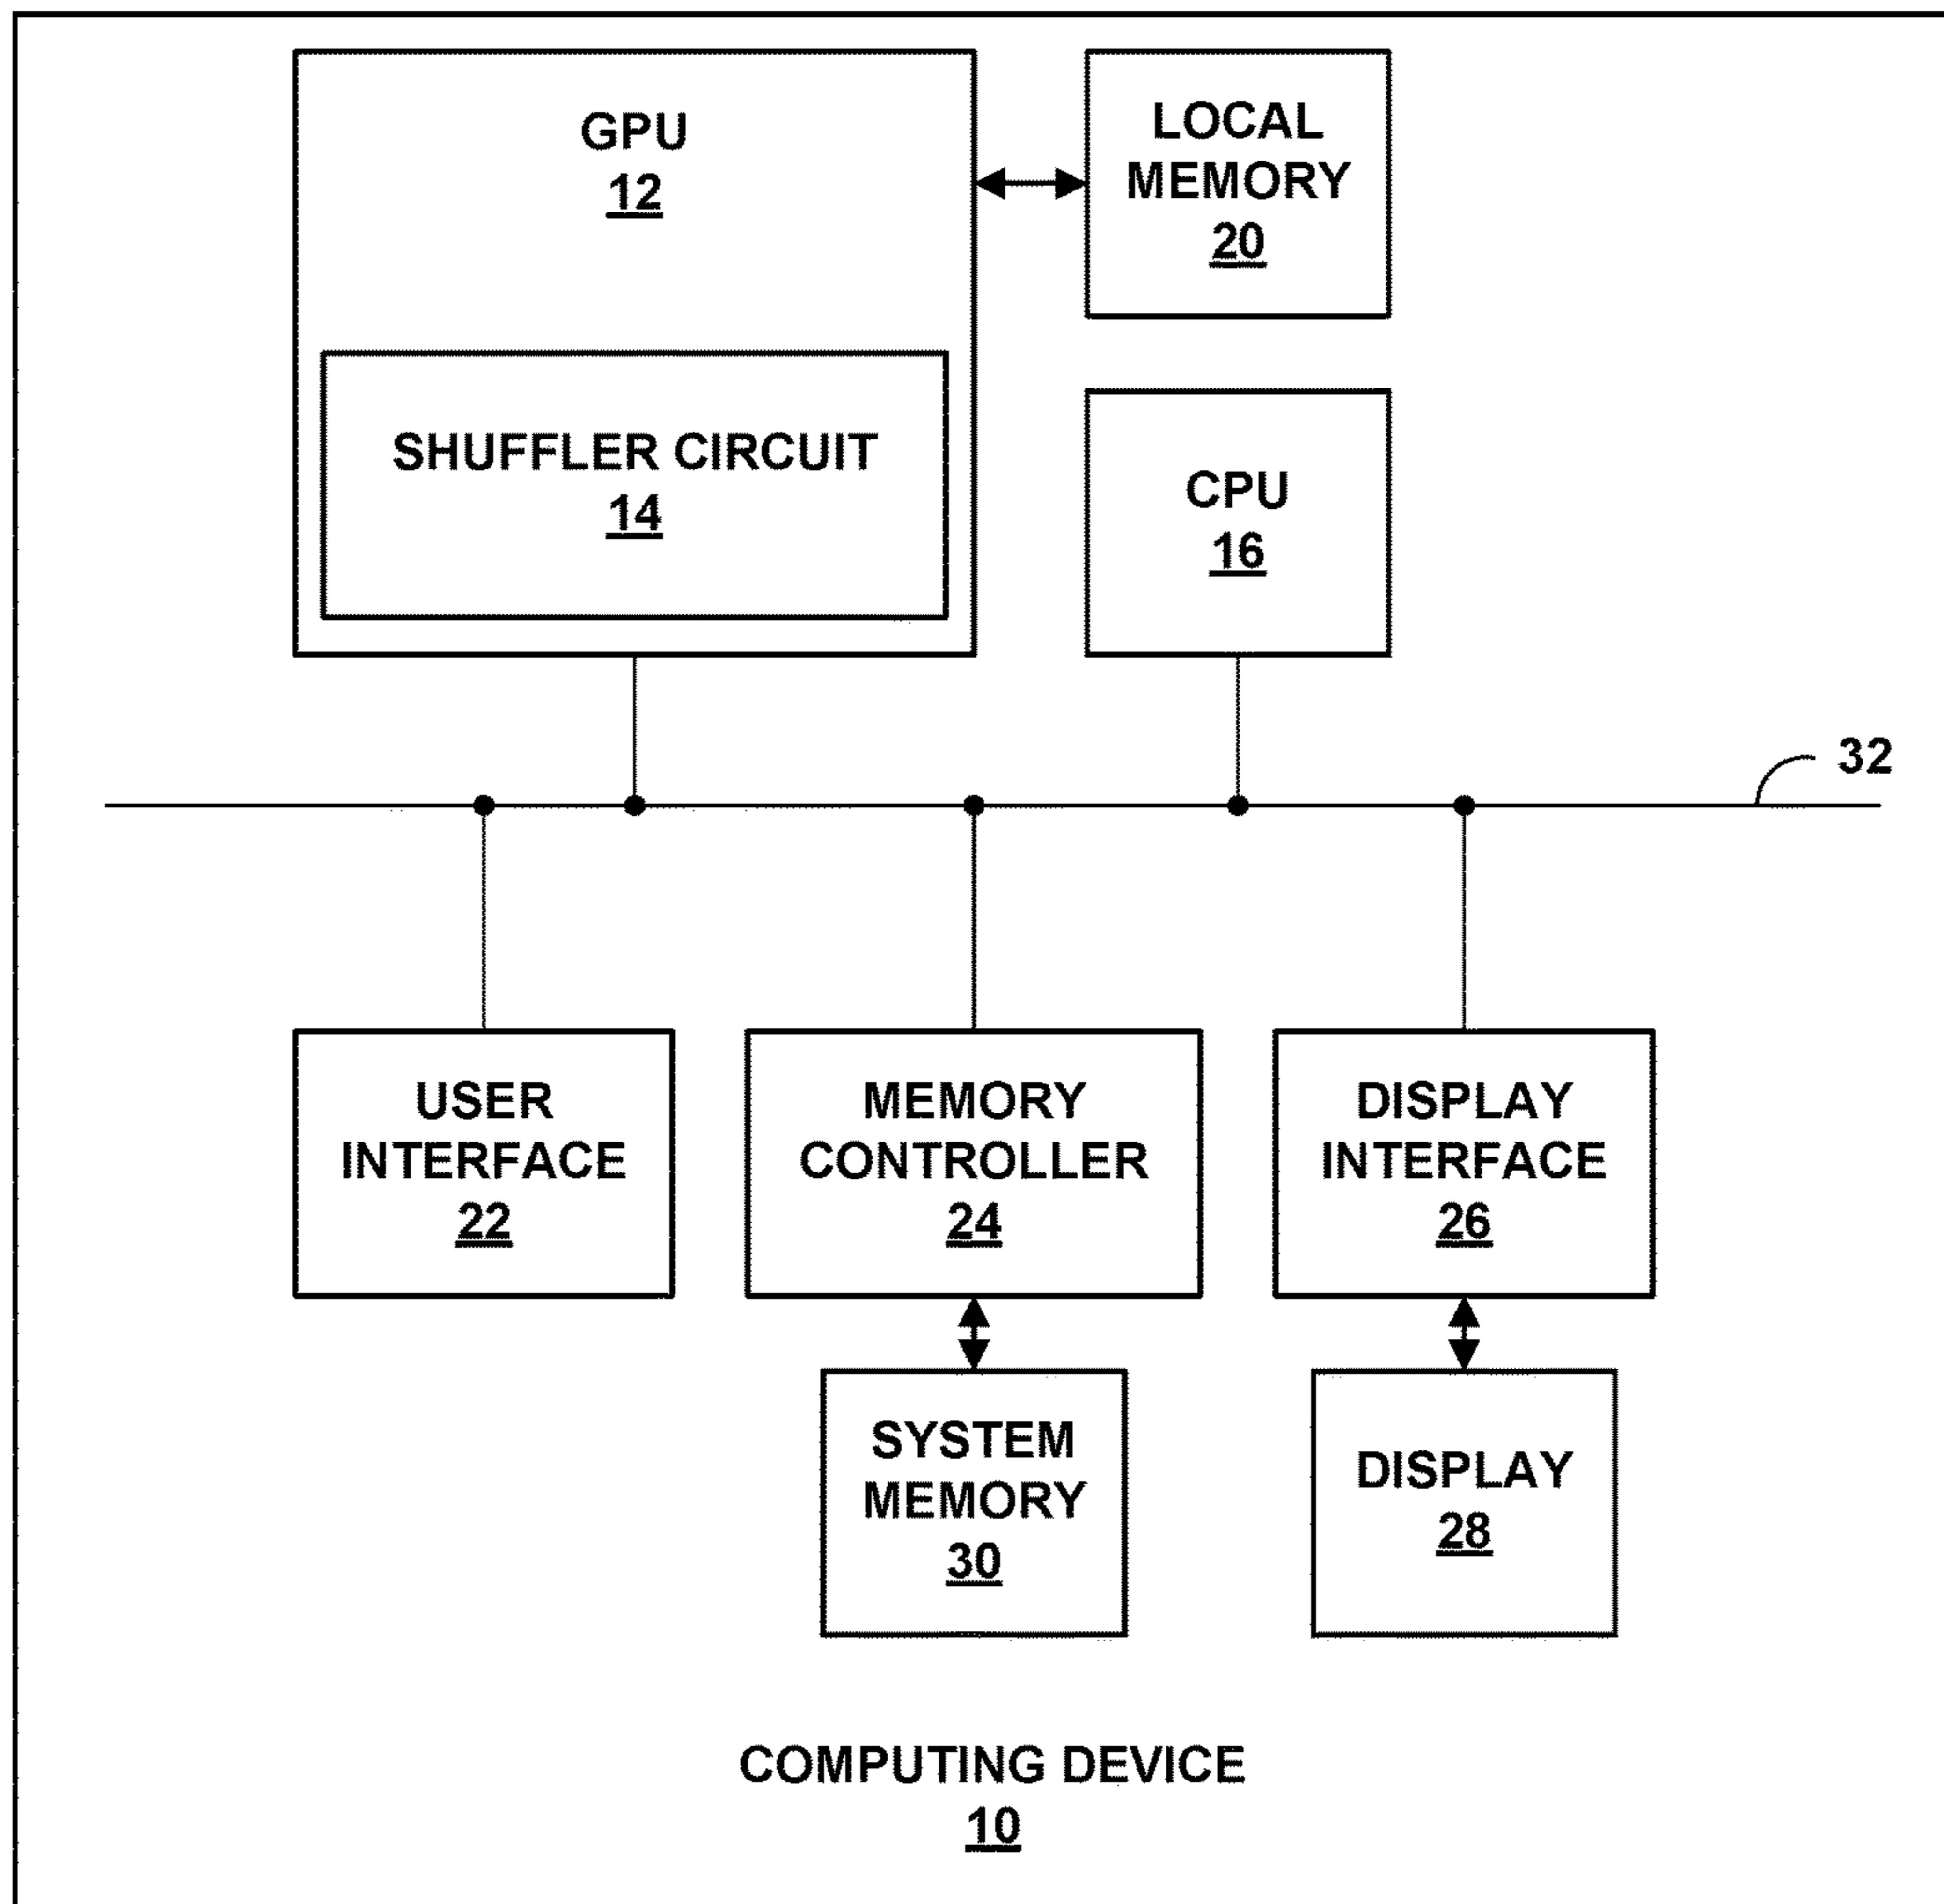 GPU
12
LOCAL
MEMORY
20
SHUFFLER CIRCUIT
14
CPU
16
32
USER
INTERFACE
22
MEMORY
CONTROLLER
24
DISPLAY
INTERFACE
26
SYSTEM
MEMORY
30
DISPLAY
28
COMPUTING DEVICE
10